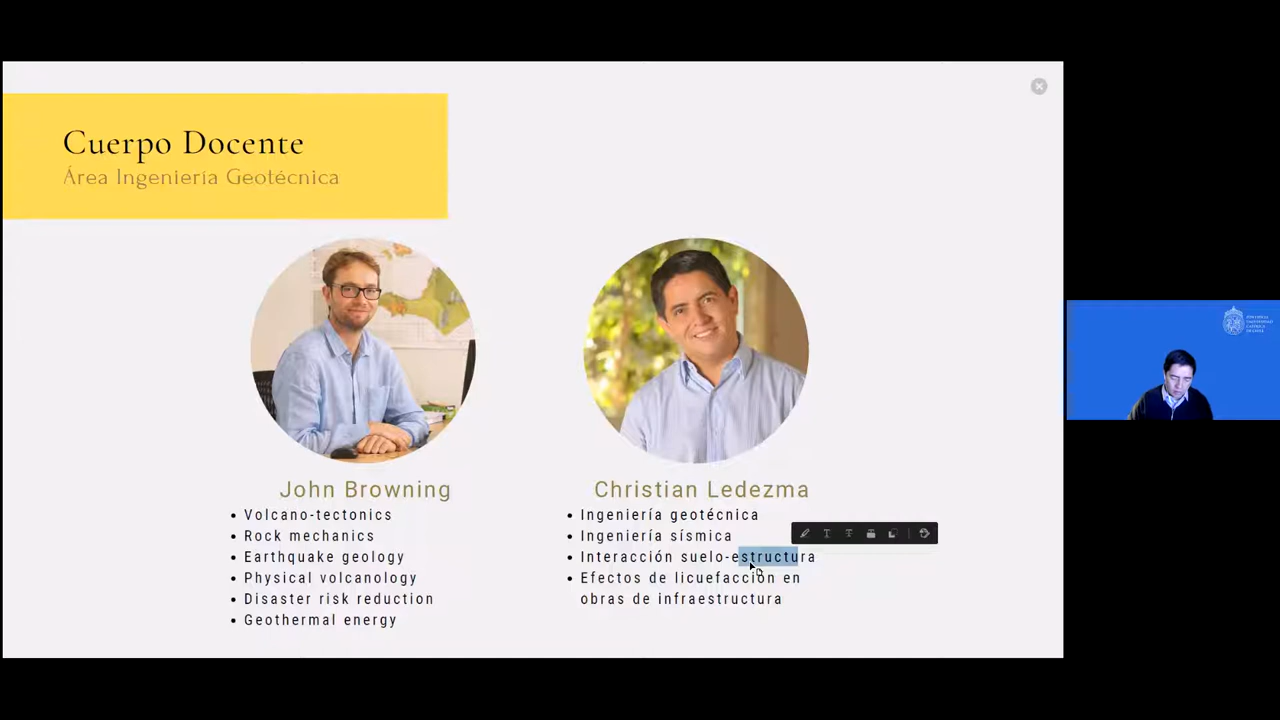 Cuerpo Docente
Área Ingeniería Geotécnica
John Browning
• Volcano-tectonics
• Rock mechanics
• Earthquake geology
• Physical volcanology
• Disaster risk reduction
• Geothermal energy
Christian Ledezma
• Ingeniería geotécnica
• Ingeniería sísmica
• Interacción suelo-estructura
• Efectos de licuefacción en
obras de infraestructura